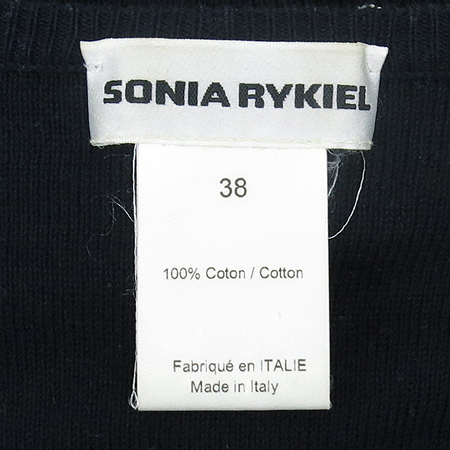 SONIA RYKIEL
38
100% Coton / Cotton
Fabriqué en ITALIE
Made in Italy